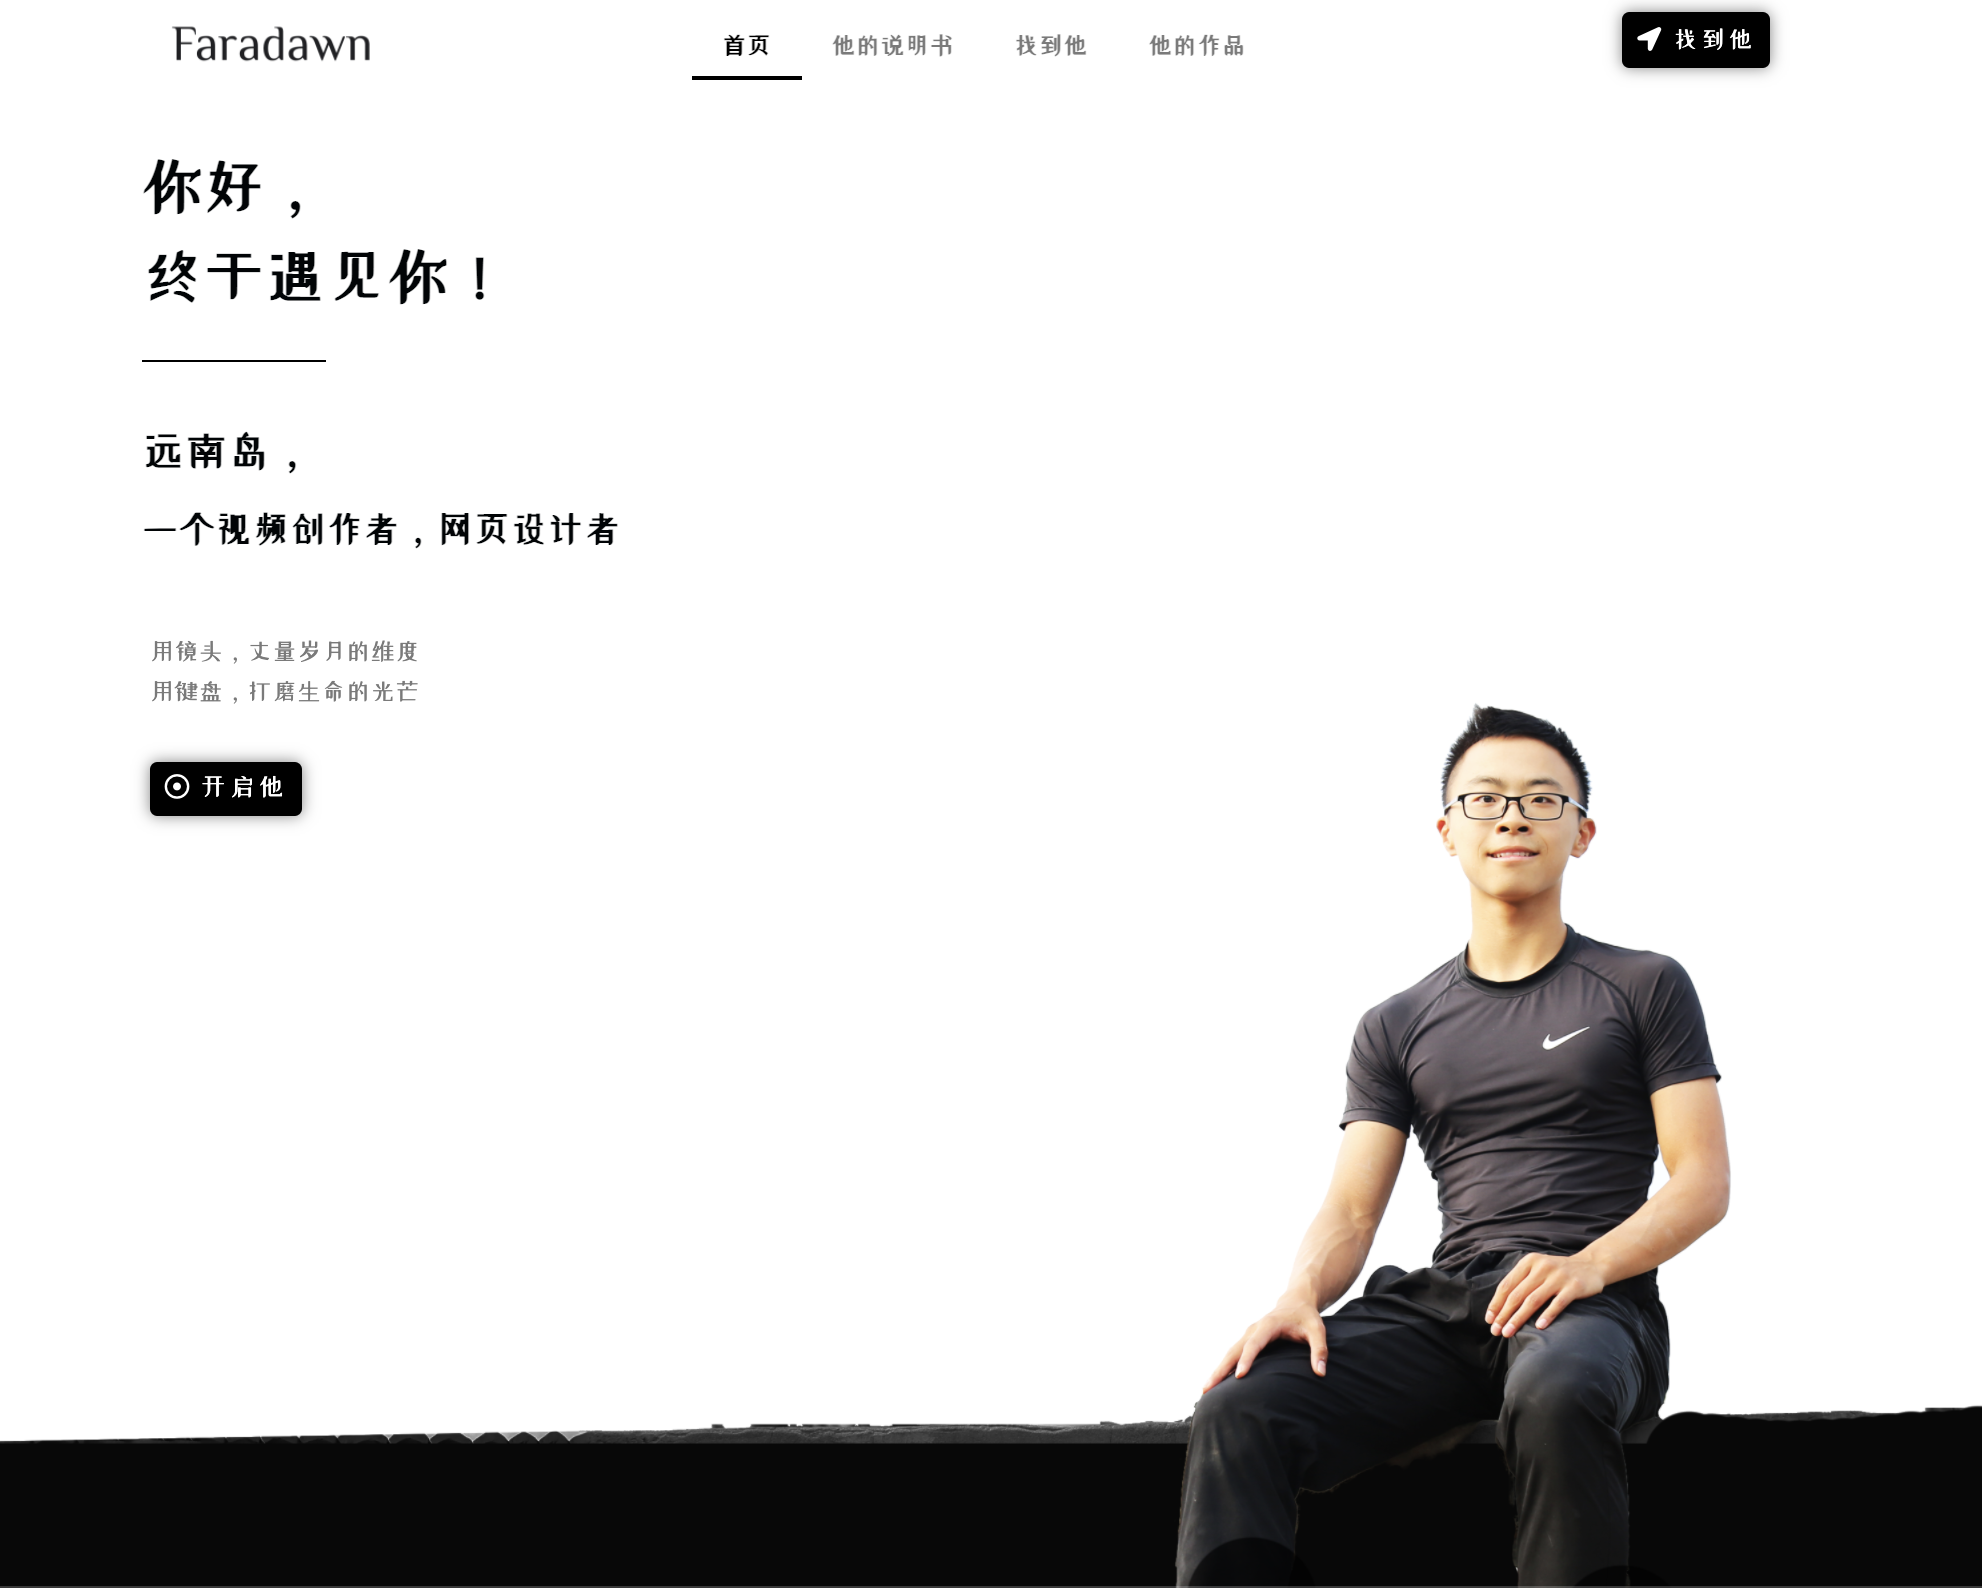 Faradawn
首页 他的说明书 找到他 他的作品
找到他
你好，
终于遇见你！
远南岛，
一个视频创作者，网页设计者
用镜头，丈量岁月的维度
用键盘，打磨生命的光芒
开启他